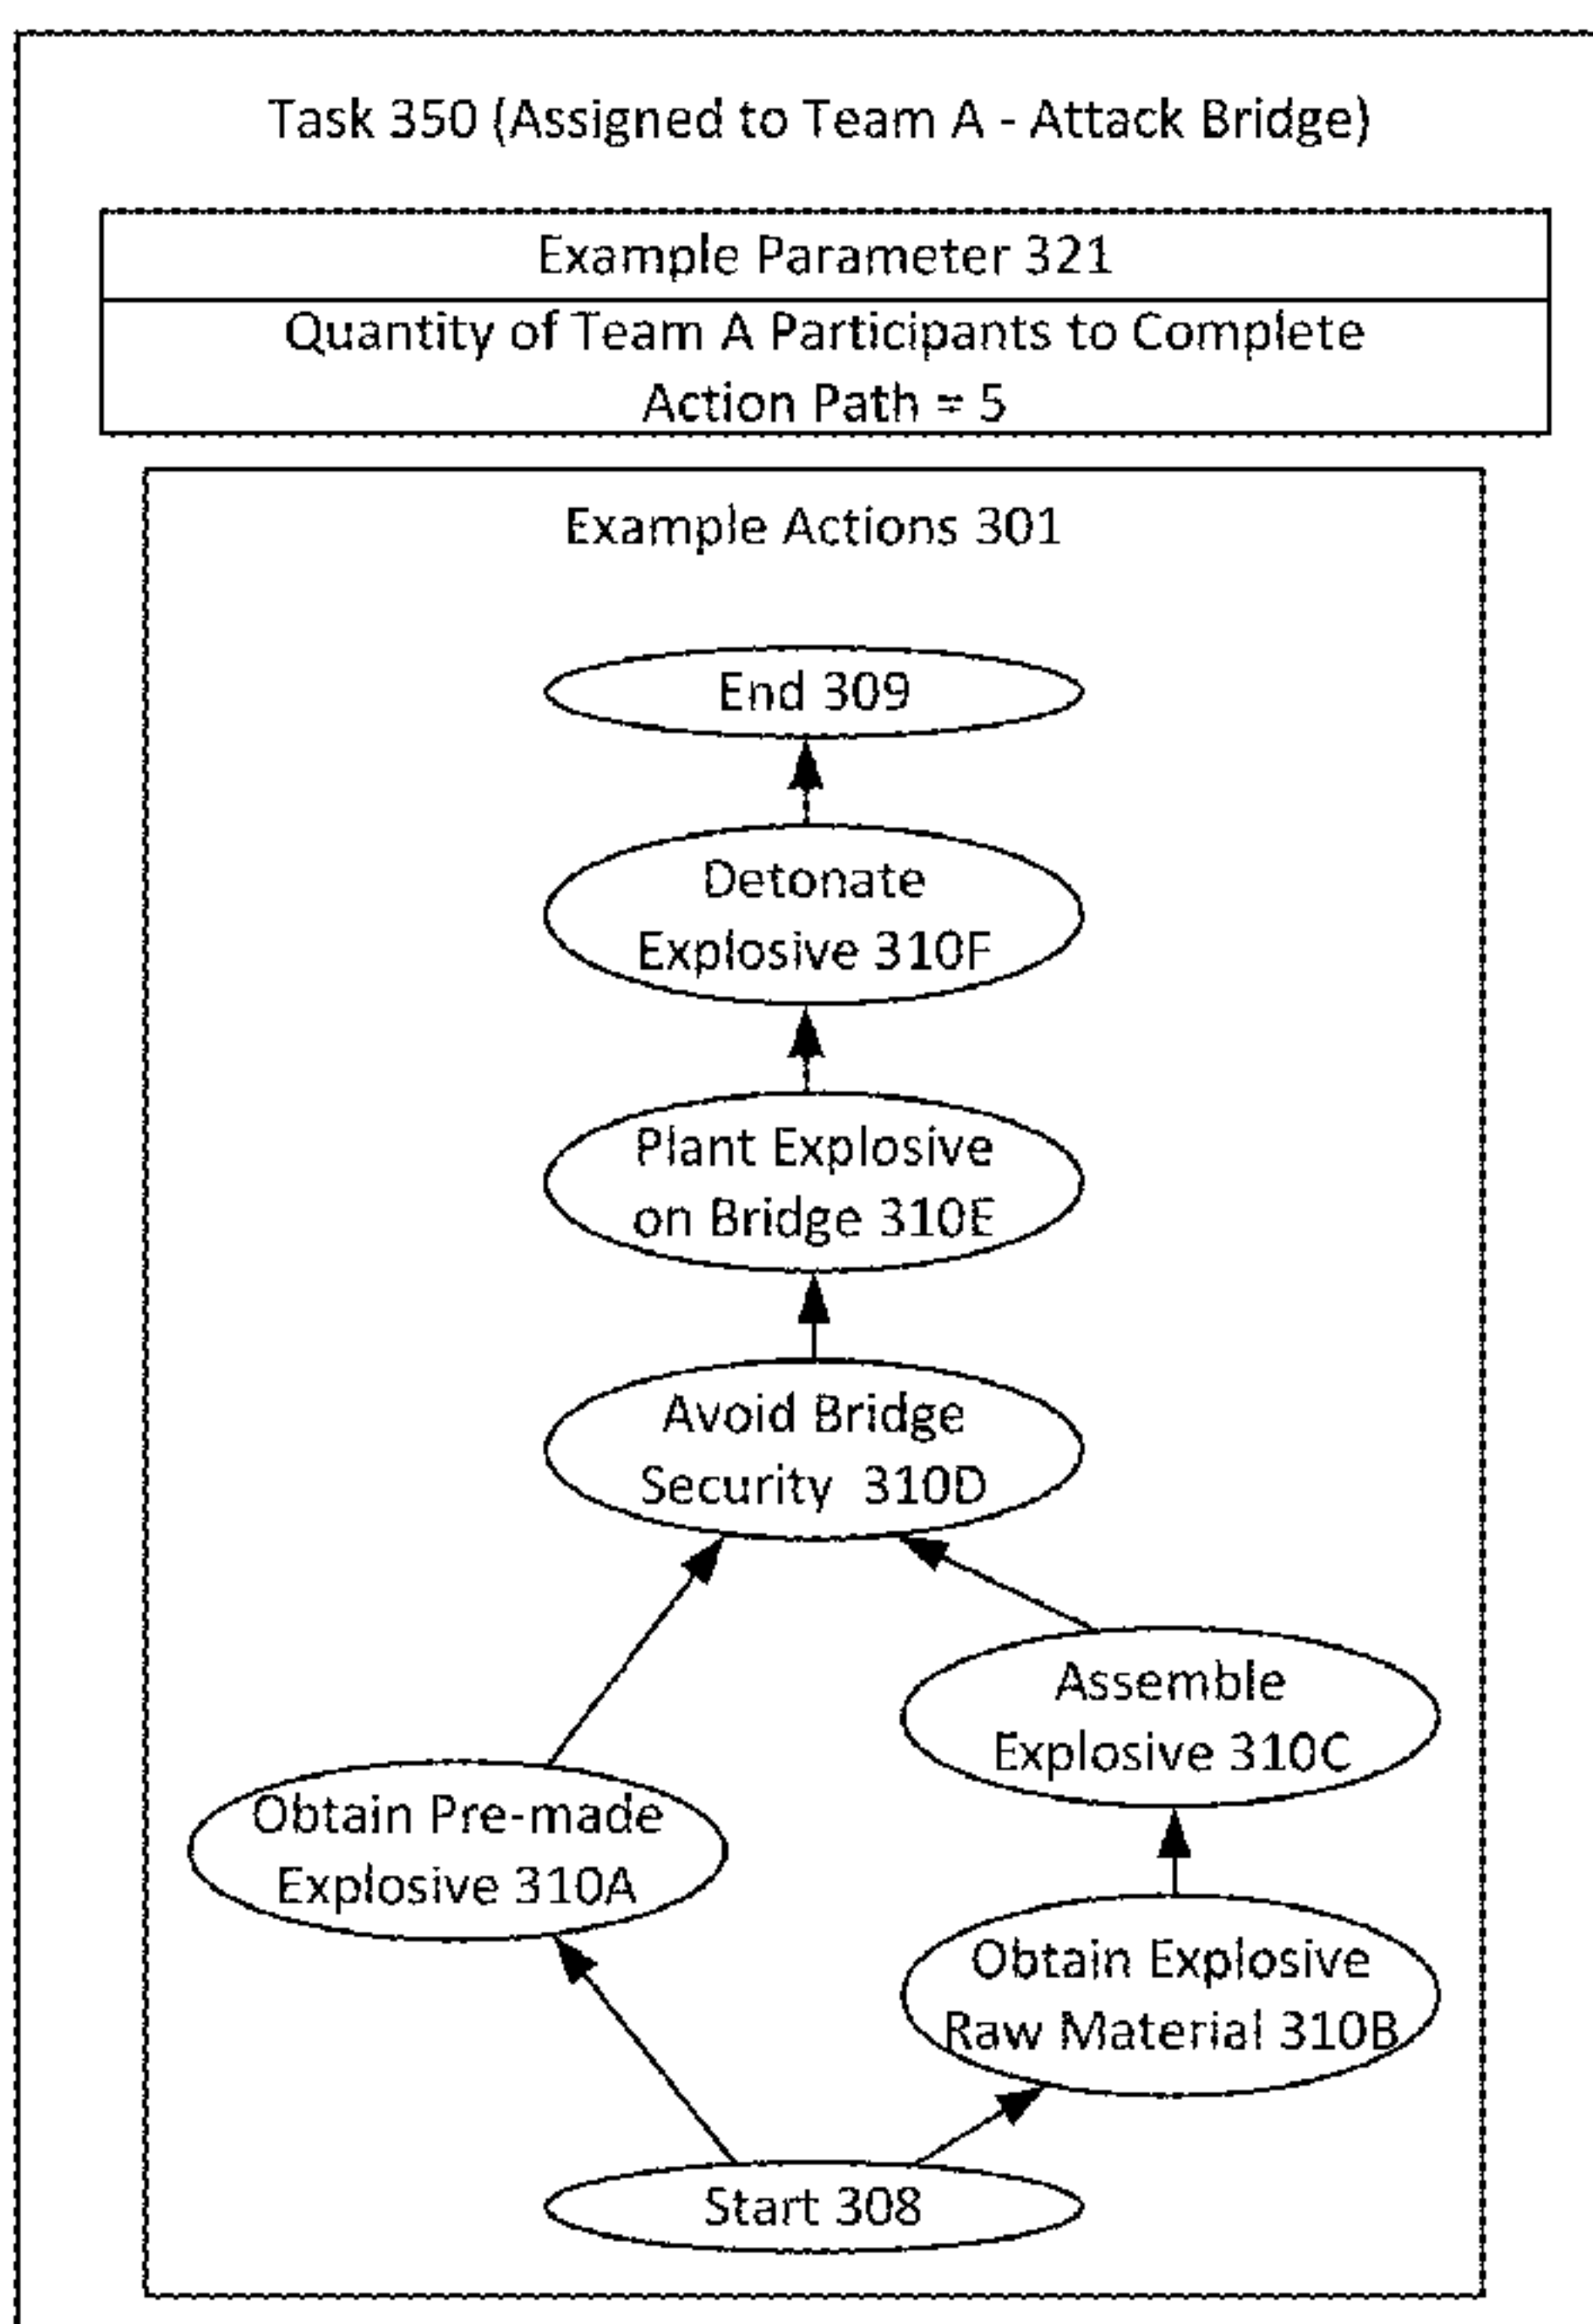 Task 350 (Assigned to Team A - Attack Bridge)
Example Parameter 321
Quantity of Team A Participants to Complete
Action Path = 5
Example Actions 301
End 309
Detonate
Explosive 310F
Plant Explosive
on Bridge 310E
Avoid Bridge
Security 310D
Assemble
Explosive 310C
Obtain Pre-made
Explosive 310A
Obtain Explosive
Raw Material 310B
Start 308